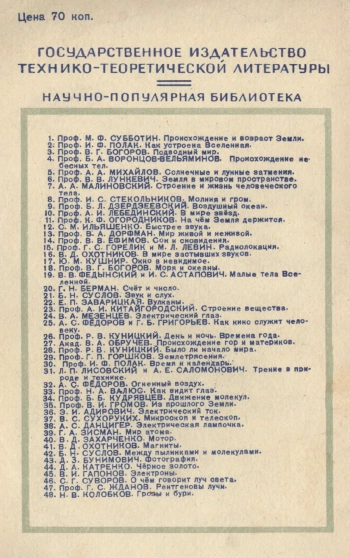 Цена 70 коп.
ГОСУДАРСТВЕННОЕ ИЗДАТЕЛЬСТВО
ТЕХНИКО-ТЕОРЕТИЧЕСКОЙ ЛИТЕРАТУРЫ
НАУЧНО-ПОПУЛЯРНАЯ БИБЛИОТЕКА
1. Проф. М. Ф. СУББОТИН. Происхождение и возраст Земли.
2. Проф. И. Ф. ПОЛАК. Как устроена Вселенная.
3. Проф. В. Г. БОГОРОВ. Подводный мир.
4. Проф. Б. А. ВОРОНЦОВ-ВЕЛЬЯМИНОВ. Происхождение не-
бесных тел.
5. Проф. А. А. МИХАЙЛОВ. Солнечные и лунные затмения.
6. Проф. В. В. ЛУНКЕВИЧ. Земля в мировом пространстве.
7. А. А. МАЛИНОВСКИЙ. Строение и жизнь человеческого
тела.
8. Проф. И. С. СТЕКОЛЬНИКОВ. Молния и гром.
9. Проф. Б. Л. ДЗЕРДЗЕЕВСКИЙ. Воздушный океан.
10. Проф. А. И. ЛЕБЕДИНСКИЙ. В мире звёзд.
11. Проф. К. Ф. ОГОРОДНИКОВ. На чём Земля держится.
12. С. М. ИЛЬЯШЕНКО. Быстрее звука.
13. Проф. В. А. ДОРФМАН. Мир живой и неживой.
14. Проф. В. В. ЕФИМОВ. Сон и сновидения.
15. Проф. Г. С. ГОРЕЛИК и М. Л. ЛЕВИН. Радиолокация.
16. В. Д. ОХОТНИКОВ. В мире застывших звуков.
17. Ю. М. КУШНИР. Окно в невидимое.
18. Проф. В. Г. БОГОРОВ. Моря и океаны.
19. В. В. ФЕДЫНСКИЙ и И. С. АСТАПОВИЧ. Малые тела Все-
ленной.
20. Г. Н. БЕРМАН. Счёт и число.
21. Б. Н. СУСЛОВ. Звук и слух.
22. Е. П. ЗАВАРИЦКАЯ. Вулканы.
23. Проф. А. И. КИТАЙГОРОДСКИЙ. Строение вещества.
24. В. А. МЕЗЕНЦЕВ. Электрический глаз.
25. А. С. ФЁДОРОВ и Г. Б. ГРИГОРЬЕВ. Как кино служит чело-
веку.
26. Проф. Р. В. КУНИЦКИЙ. День и ночь. Времена года.
27. Акад. В. А. ОБРУЧЕВ. Происхождение гор и материков.
28. Проф. Р. В. КУНИЦКИЙ. Было ли начало мира.
29. Проф. Г. П. ГОРШКОВ. Землетрясения.
30. Проф. И. Ф. ПОЛАК. Время и календарь.
31. Л. П. ЛИСОВСКИЙ и А. Е. САЛОМОНОВИЧ. Трение в при-
роде и технике.
32. А. С. ФЁДОРОВ. Огненный воздух.
33. Проф. Н. А. ВАЛЮС. Как видит глаз.
34. Проф. Б. Б. КУДРЯВЦЕВ. Движение молекул.
35. Проф. В. И. ГРОМОВ. Из прошлого Земли.
36. Э. И. АДИРОВИЧ. Электрический ток.
37. В. С. СУХОРУКИХ. Микроскоп и телескоп.
38. А. С. ДАНЦИГЕР. Электрическая лампочка.
39. Г. А. ЗИСМАН. Мир атома.
40. В. Д. ЗАХАРЧЕНКО. Мотор.
41. В. Д. ОХОТНИКОВ. Магниты.
42. Б. Н. СУСЛОВ. Между пылинками и молекулами.
43. Д. З. БУНИМОВИЧ. Фотография.
44. Д. А. КАТРЕНКО. Чёрное золото.
45. В. И. ГАПОНОВ. Электроны.
46. С. Г. СУВОРОВ. О чём говорит луч света.
47. Проф. Г. С. ЖДАНОВ. Рентгеновы лучи.
48. Н. В. КОЛОБКОВ. Грозы и бури.